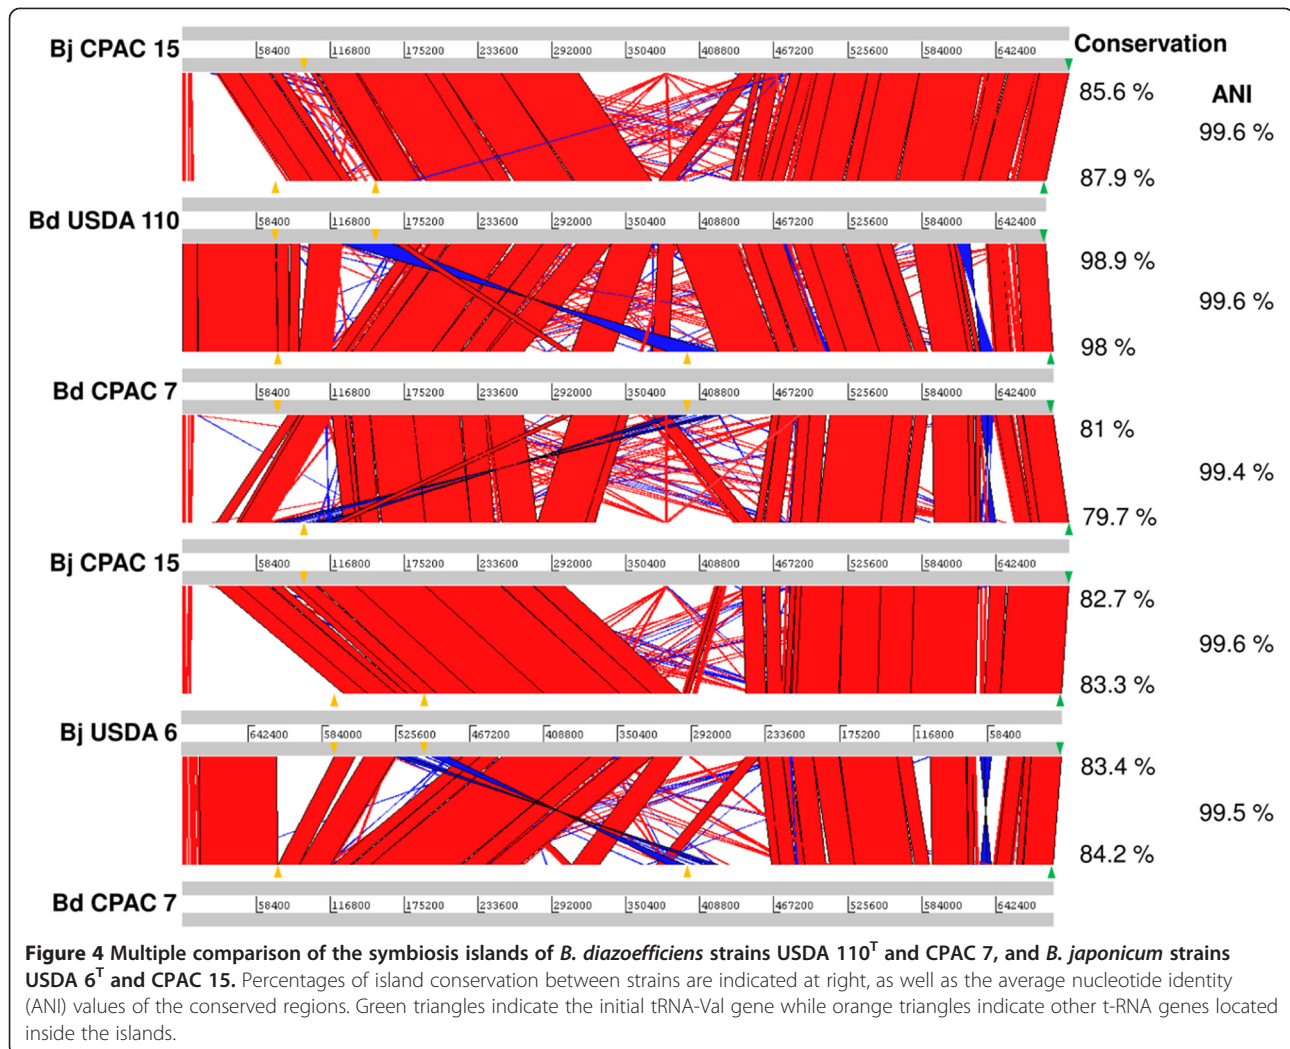 Bj CPAC 15
58400 116800 175200 233600 292000 350400 408800 467200 525600 584000 642400
Conservation
85.6 %
ANI
99.6 %
87.9 %
Bd USDA 110
58400 116800 175200 233600 292000 350400 408800 467200 525600 584000 642400
98.9 %
99.6 %
98 %
Bd CPAC 7
58400 116800 175200 233600 292000 350400 408800 467200 525600 584000 642400
81 %
99.4 %
79.7 %
Bj CPAC 15
58400 116800 175200 233600 292000 350400 408800 467200 525600 584000 642400
82.7 %
99.6 %
83.3 %
Bj USDA 6
642400 584000 525600 467200 408800 350400 292000 233600 175200 116800 58400
83.4 %
99.5 %
84.2 %
Bd CPAC 7
58400 116800 175200 233600 292000 350400 408800 467200 525600 584000 642400
Figure 4 Multiple comparison of the symbiosis islands of B. diazoefficiens strains USDA 110T and CPAC 7, and B. japonicum strains
USDA 6T and CPAC 15. Percentages of island conservation between strains are indicated at right, as well as the average nucleotide identity
(ANI) values of the conserved regions. Green triangles indicate the initial tRNA-Val gene while orange triangles indicate other t-RNA genes located
inside the islands.